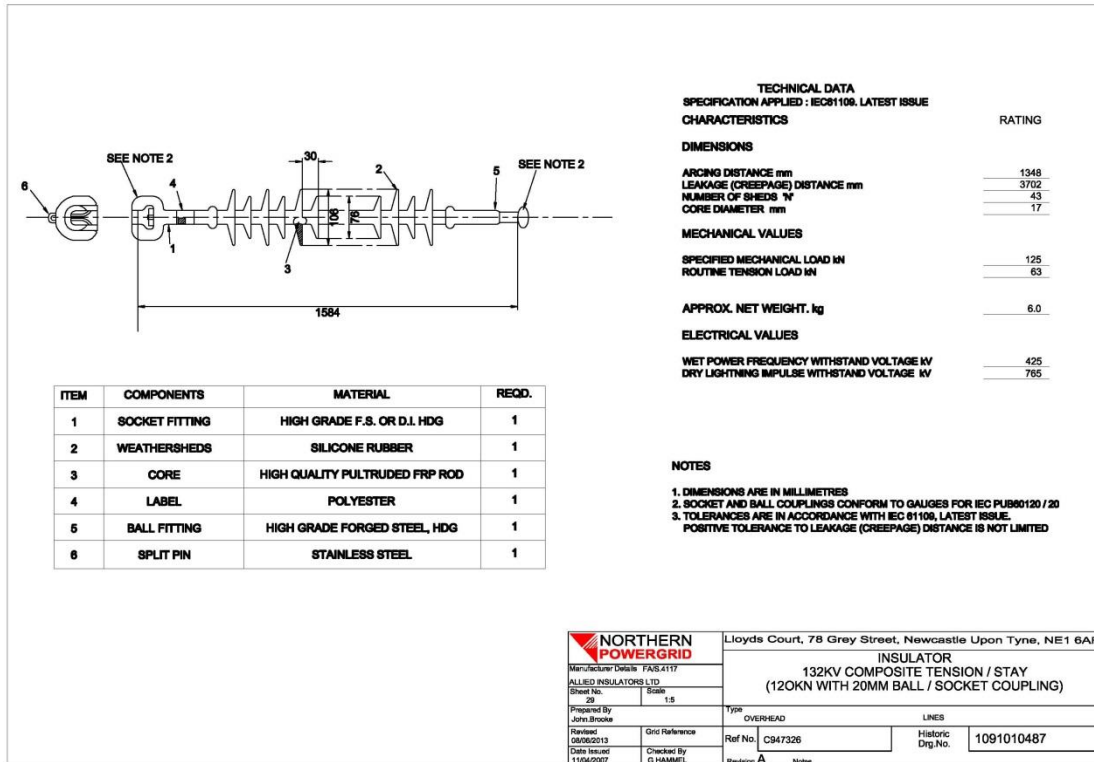 SEE NOTE 2
30
2
5
SEE NOTE 2
6
4
106
76
1
3
1584
TECHNICAL DATA
SPECIFICATION APPLIED : IEC61109. LATEST ISSUE
CHARACTERISTICS RATING
DIMENSIONS
ARCING DISTANCE mm 1348
LEAKAGE (CREEPAGE) DISTANCE mm 3702
NUMBER OF SHEDS 'N' 43
CORE DIAMETER mm 17
MECHANICAL VALUES
SPECIFIED MECHANICAL LOAD kN 125
ROUTINE TENSION LOAD kN 63
APPROX. NET WEIGHT. kg 6.0
ELECTRICAL VALUES
WET POWER FREQUENCY WITHSTAND VOLTAGE kV 425
DRY LIGHTNING IMPULSE WITHSTAND VOLTAGE kV 765
ITEM COMPONENTS MATERIAL REQD.
1 SOCKET FITTING HIGH GRADE F.S. OR D.I. HDG 1
2 WEATHERSHEDS SILICONE RUBBER 1
3 CORE HIGH QUALITY PULTRUDED FRP ROD 1
4 LABEL POLYESTER 1
5 BALL FITTING HIGH GRADE FORGED STEEL, HDG 1
6 SPLIT PIN STAINLESS STEEL 1
NOTES
1. DIMENSIONS ARE IN MILLIMETRES
2. SOCKET AND BALL COUPLINGS CONFORM TO GAUGES FOR IEC PUB60120 / 20
3. TOLERANCES ARE IN ACCORDANCE WITH IEC 61109, LATEST ISSUE.
POSITIVE TOLERANCE TO LEAKAGE (CREEPAGE) DISTANCE IS NOT LIMITED
NORTHERN
POWERGRID
Lloyds Court, 78 Grey Street, Newcastle Upon Tyne, NE1 6AF
Manufacturer Details FA/S.4117
ALLIED INSULATORS LTD
INSULATOR
132KV COMPOSITE TENSION / STAY
(12OKN WITH 20MM BALL / SOCKET COUPLING)
Sheet No. Scale
29 1:5
Prepared By
John.Brooke
Type
OVERHEAD LINES
Revised Grid Reference
08/06/2013
Ref No. C947326
Historic
Drg.No. 1091010487
Date Issued Checked By
11/04/2007 G HAMMEL
Revision A Notes